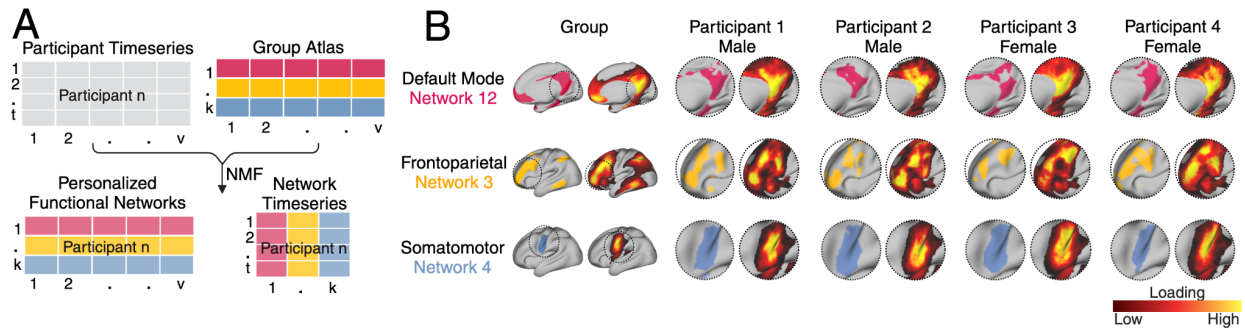 A
Participant Timeseries
1
2
.
t
Participant n
1 2 . . v
Group Atlas
1
.
k
1 2 . . v
NMF
Personalized
Functional Networks
1
.
k
Participant n
1 2 . . v
Network
Timeseries
1
2
.
t
Participant n
1 . k
B
Group
Participant 1
Male
Participant 2
Male
Participant 3
Female
Participant 4
Female
Default Mode
Network 12
Frontoparietal
Network 3
Somatomotor
Network 4
Loading
Low High